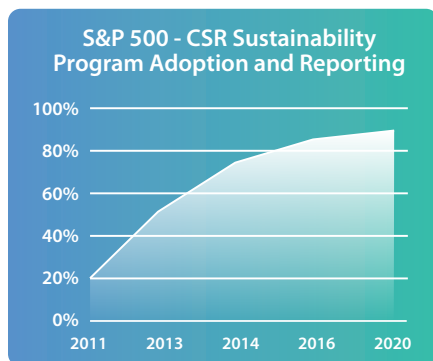 S&P 500 - CSR Sustainability
Program Adoption and Reporting
100%
80%
60%
40%
20%
0%
2011 2013 2014 2016 2020